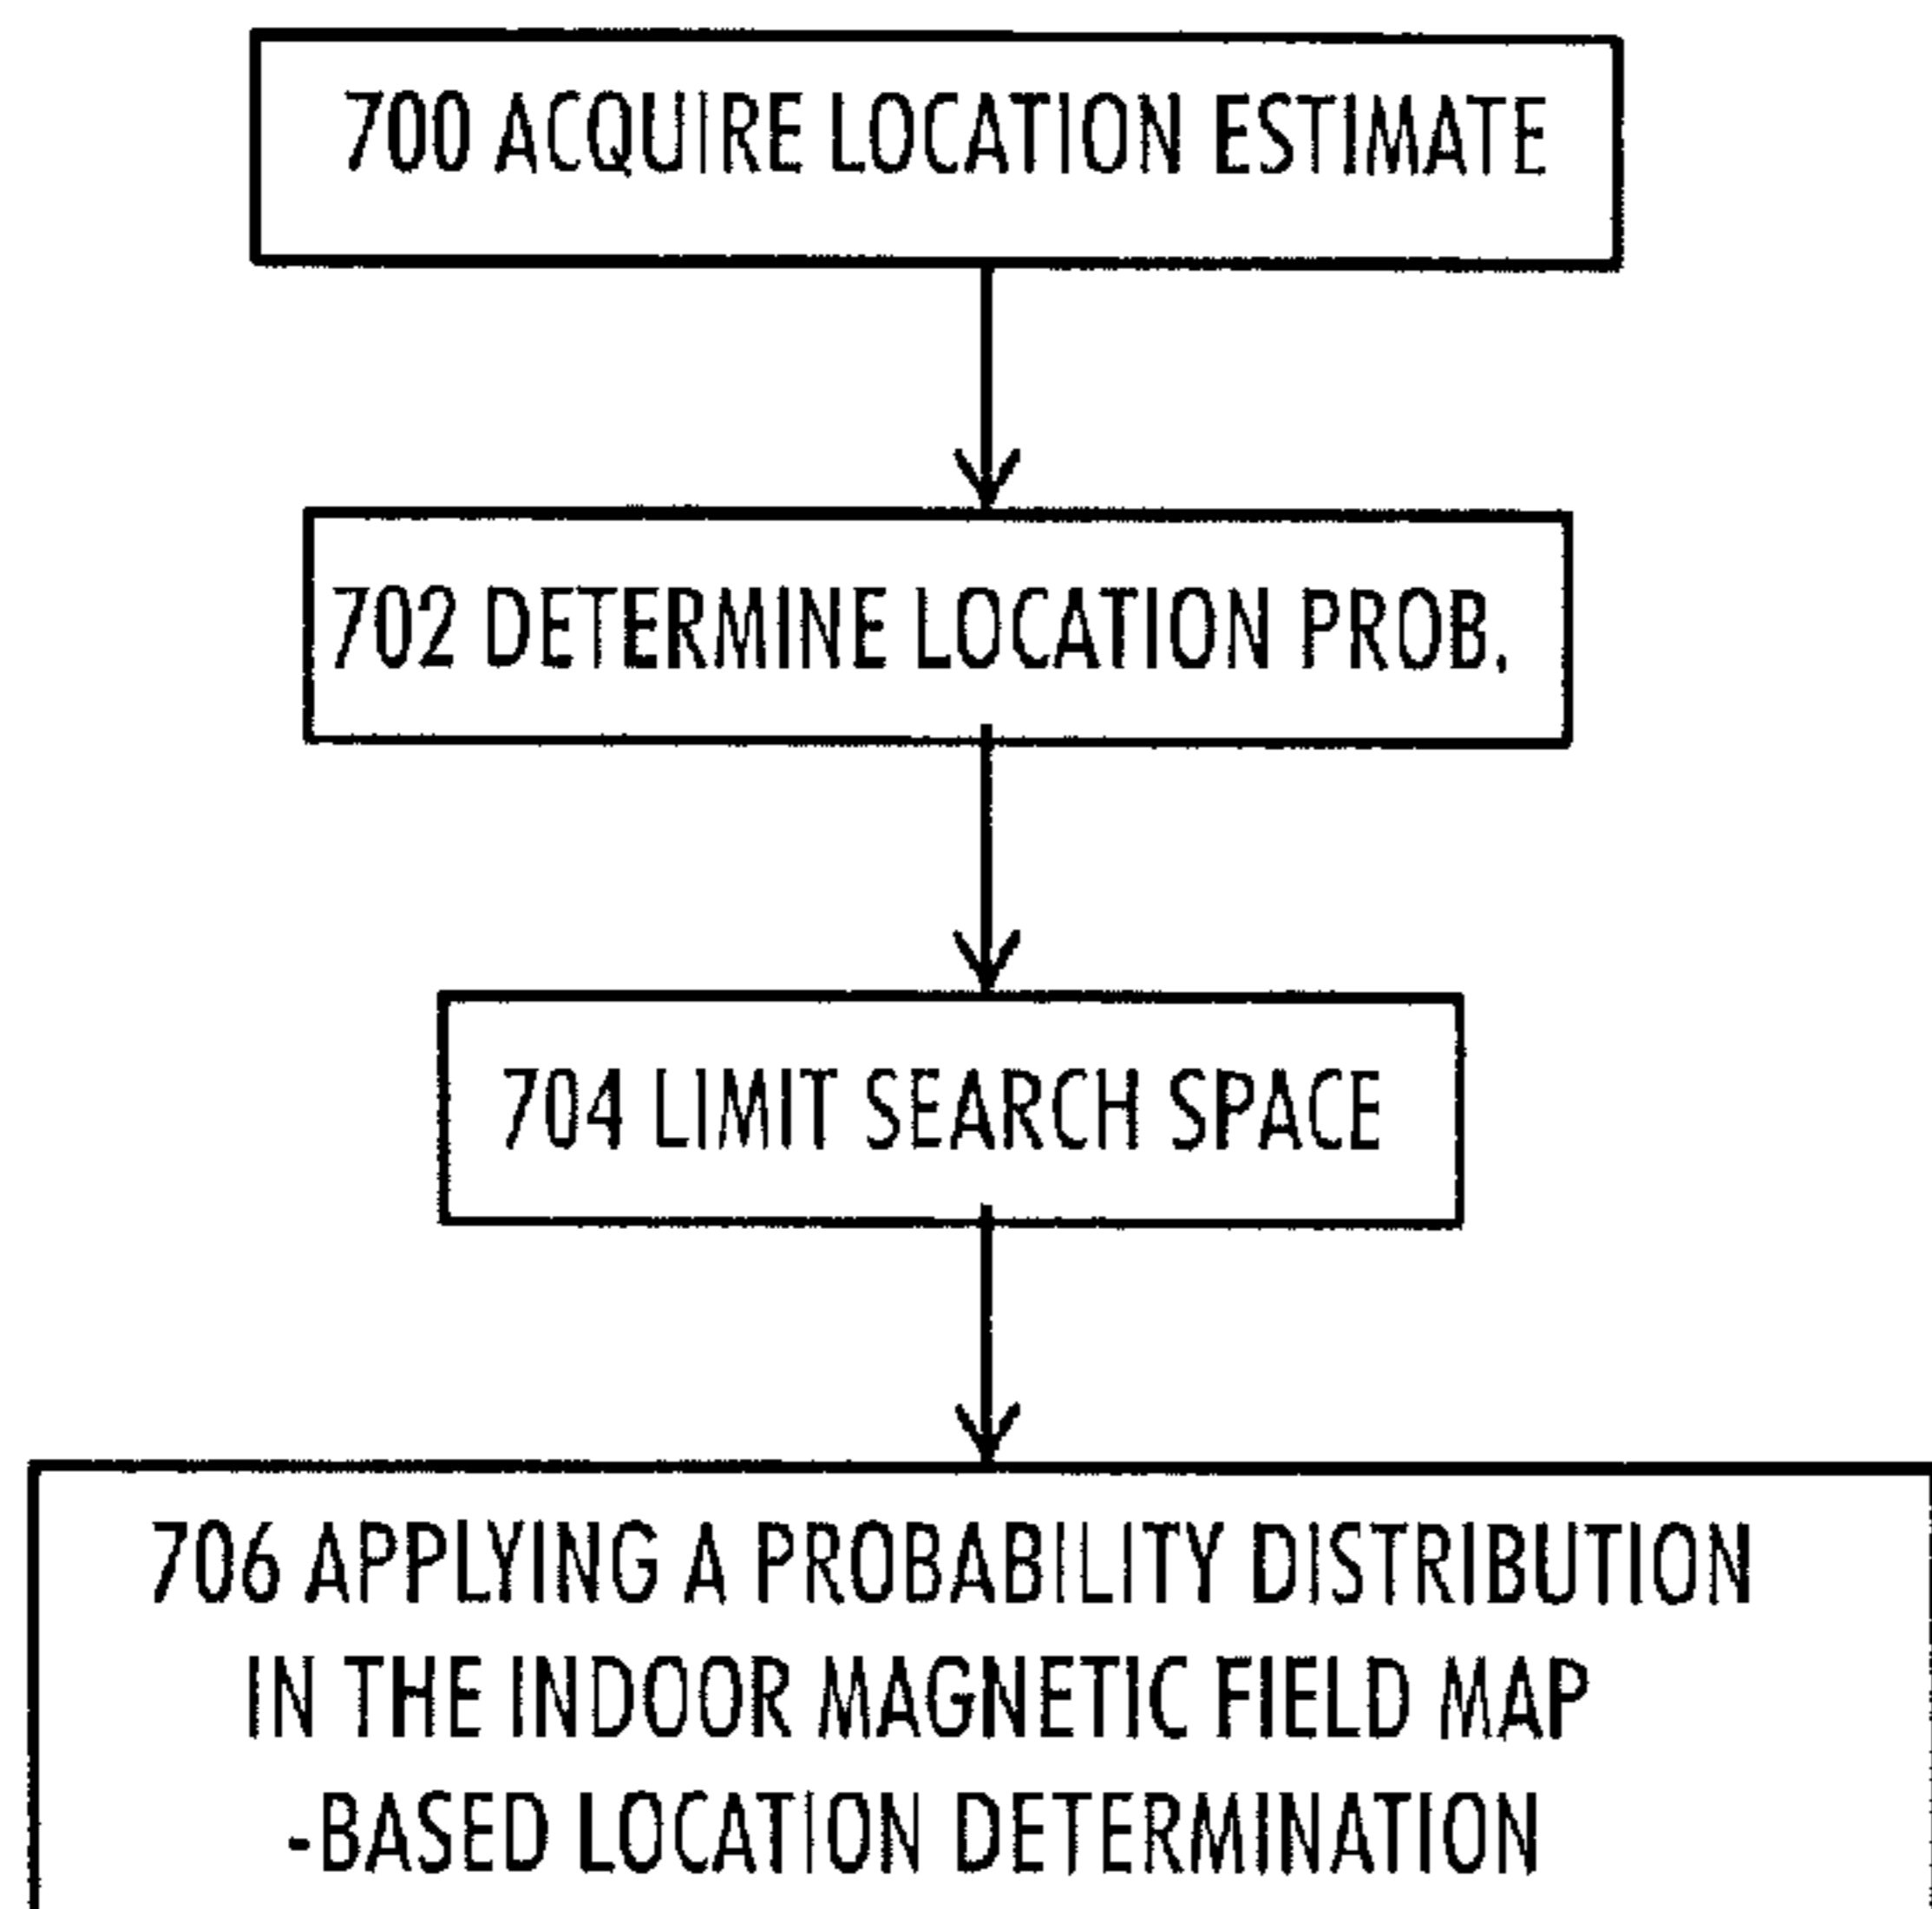 700 ACQUIRE LOCATION ESTIMATE
702 DETERMINE LOCATION PROB.
704 LIMIT SEARCH SPACE
706 APPLYING A PROBABILITY DISTRIBUTION
IN THE INDOOR MAGNETIC FIELD MAP
-BASED LOCATION DETERMINATION